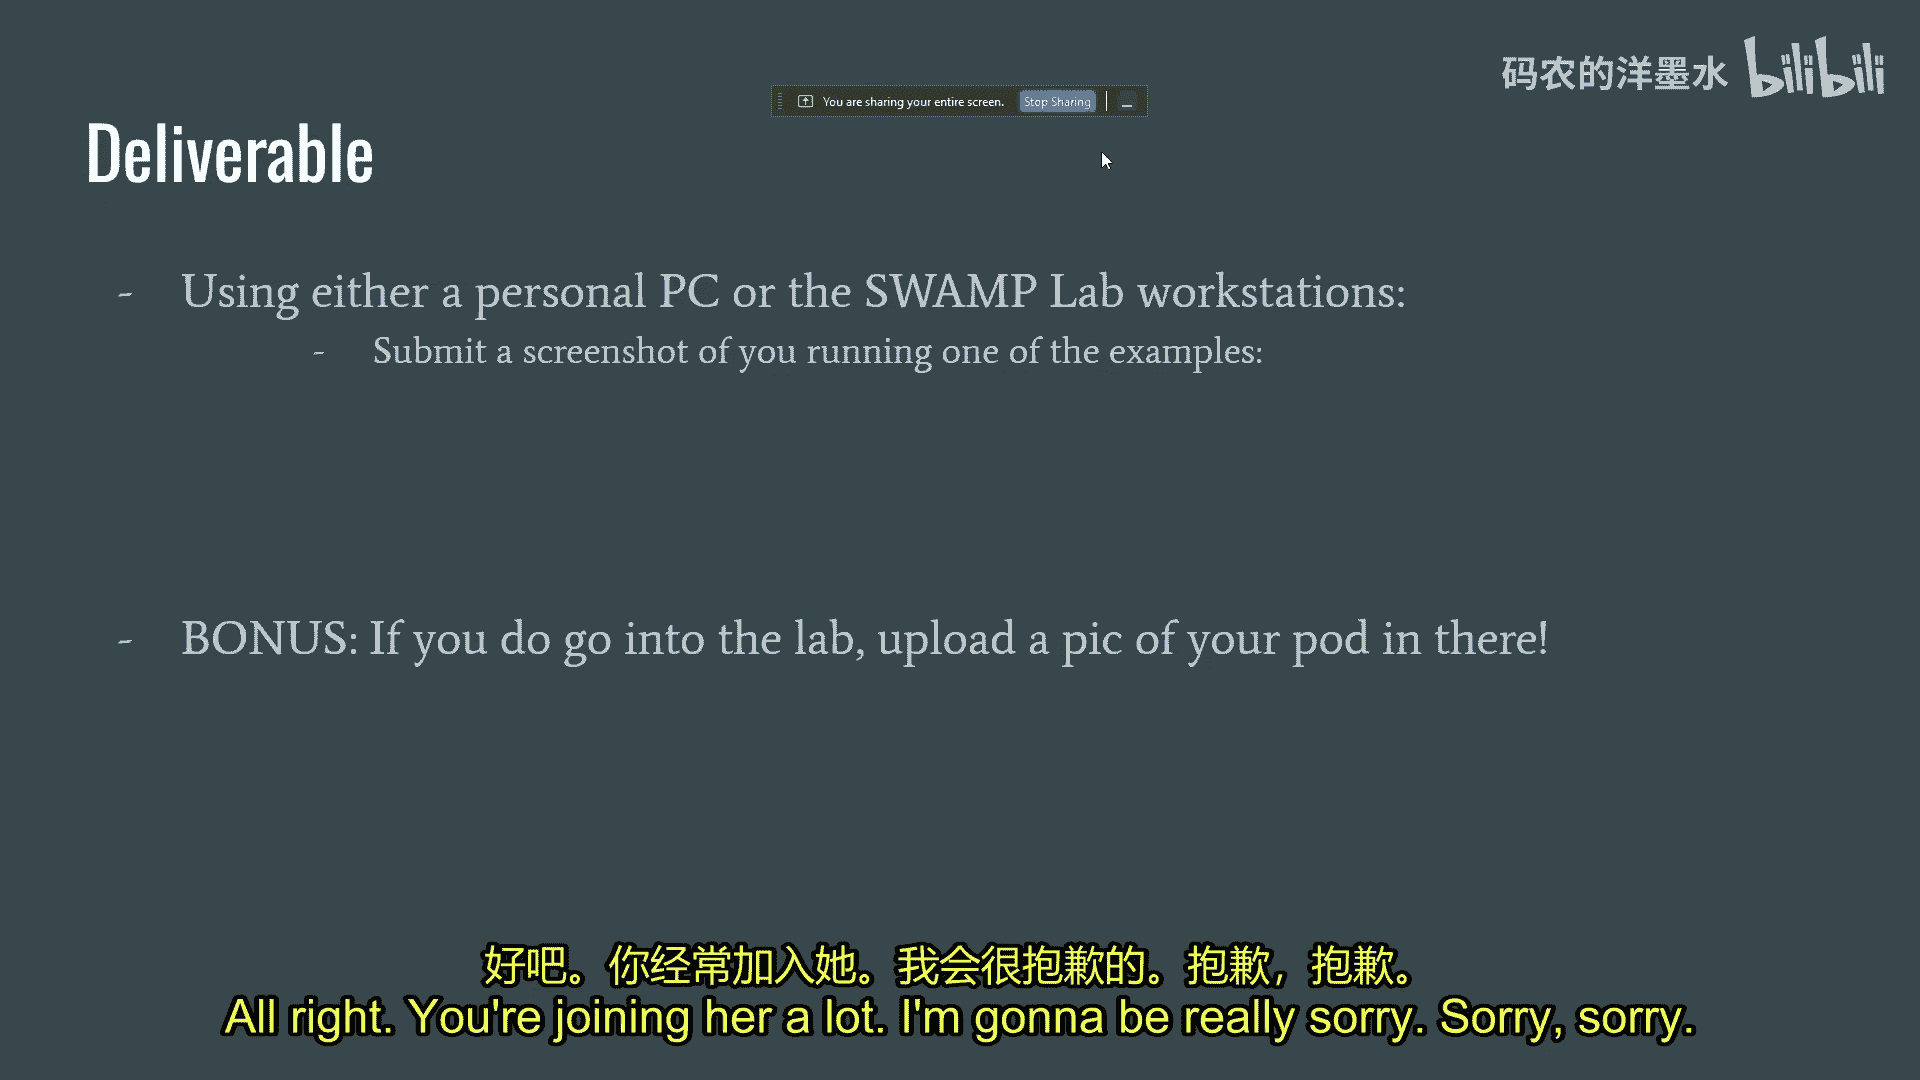 码农的洋墨水 bilibili
You are sharing your entire screen. Stop Sharing
Deliverable
- Using either a personal PC or the SWAMP Lab workstations:
- Submit a screenshot of you running one of the examples:
- BONUS: If you do go into the lab, upload a pic of your pod in there!
好吧。你经常加入她。我会很抱歉的。抱歉，抱歉。
All right. You're joining her a lot. I'm gonna be really sorry. Sorry, sorry.